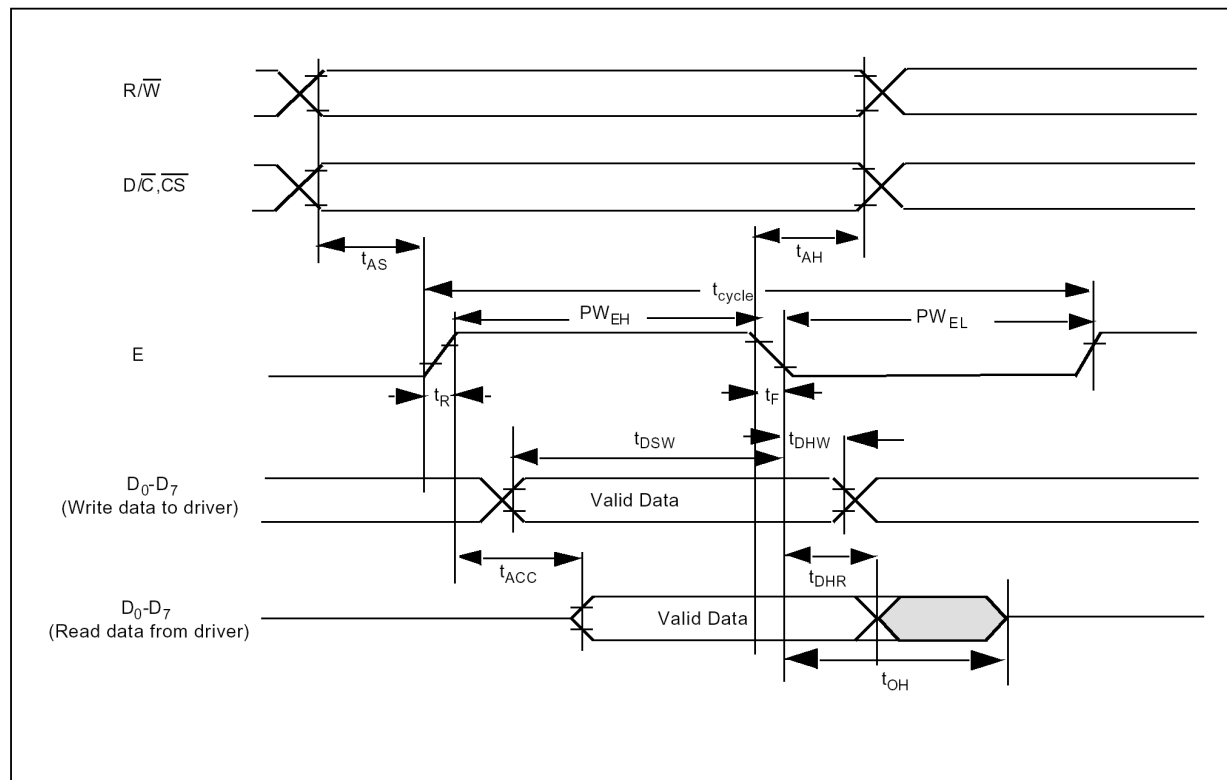 R/W̅
D/C̅,C̅S̅
tAS
tAH
tcycle
PWEH
PWEL
E
tR
tF
tDSW
tDHW
D0-D7
(Write data to driver)
Valid Data
tACC
tDHR
D0-D7
(Read data from driver)
Valid Data
tOH